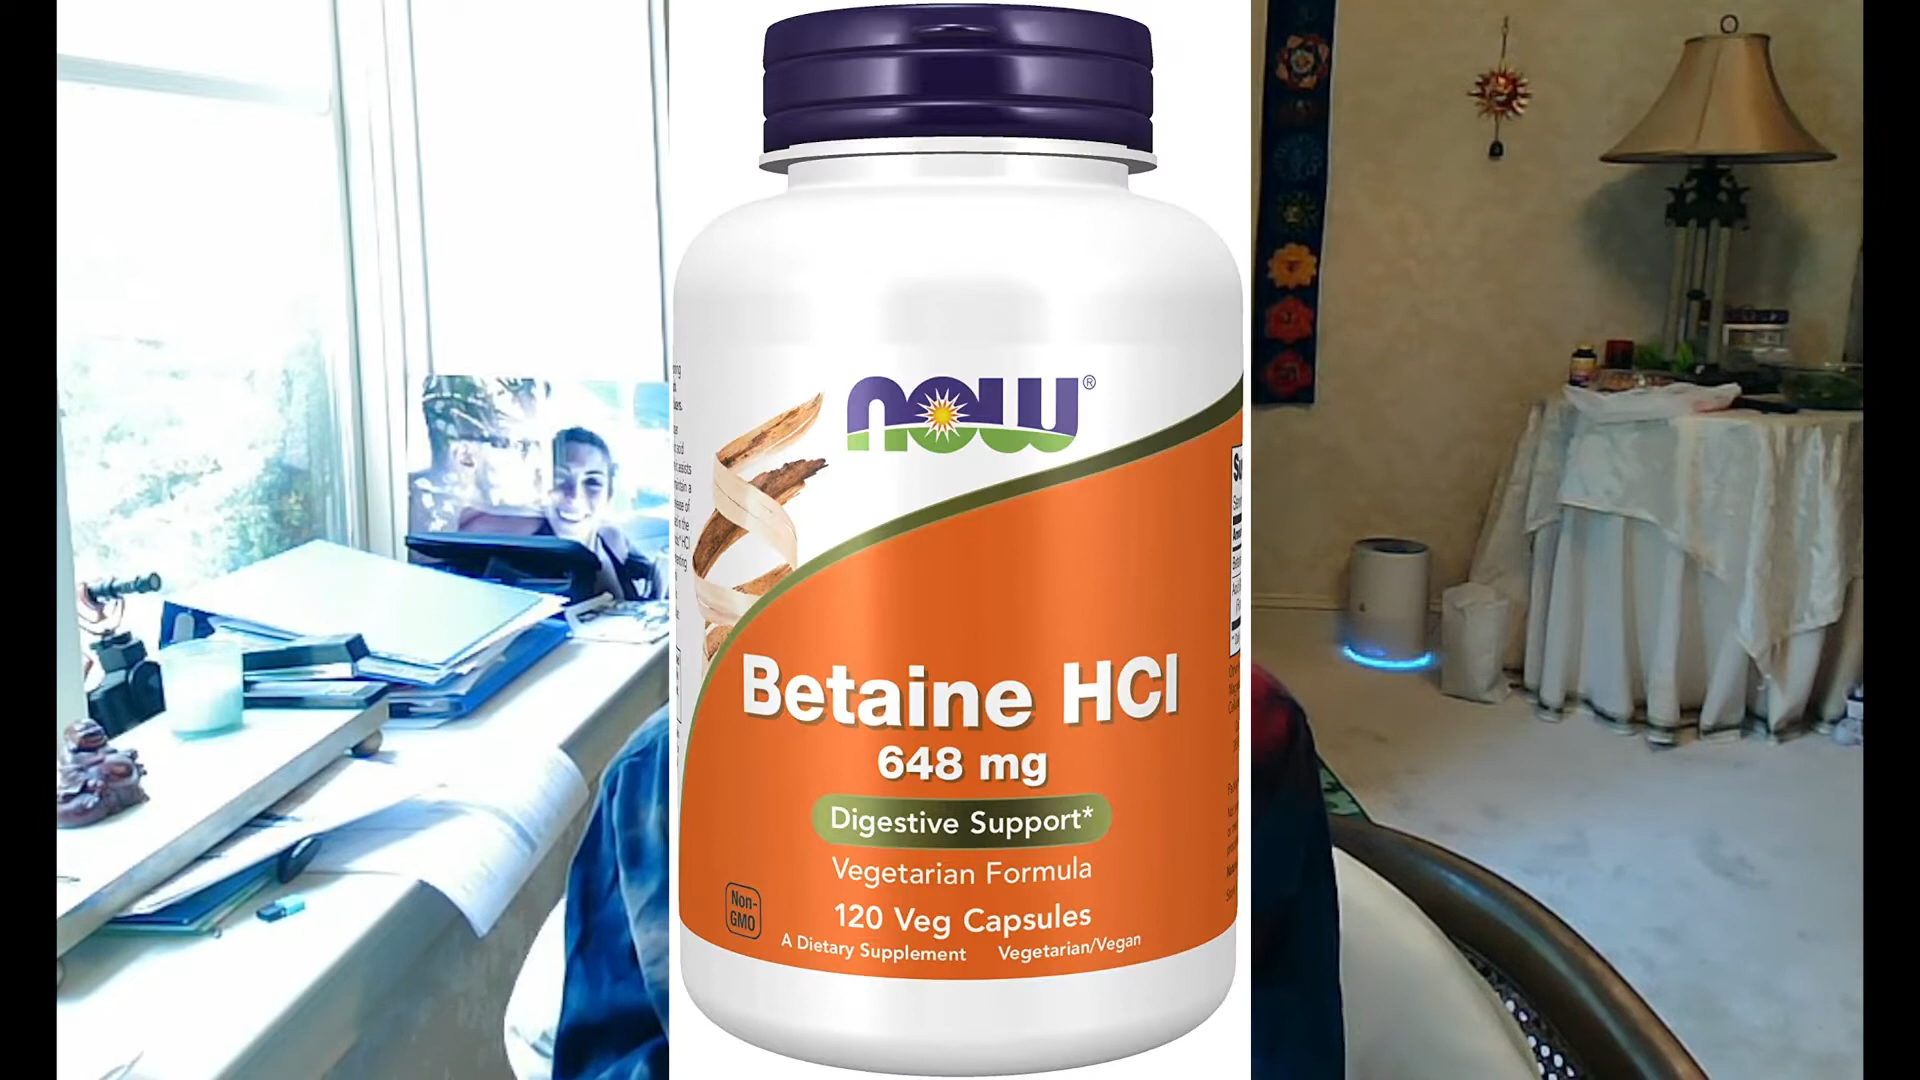 NOW®
Betaine HCl
648 mg
Digestive Support*
Vegetarian Formula
120 Veg Capsules
A Dietary Supplement Vegetarian/Vegan
Non-
GMO